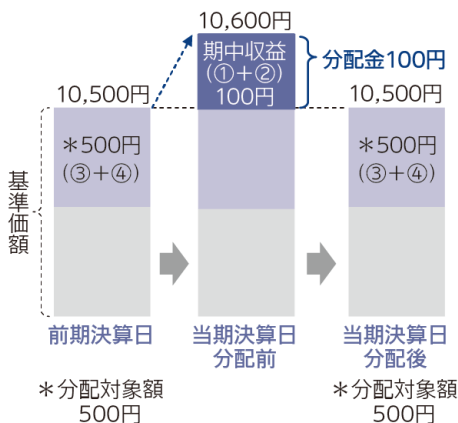 10,600円
期中収益
(①+②)
100円
分配金100円
10,500円
10,500円
＊500円
(③+④)
＊500円
(③+④)
基準価額
前期決算日
当期決算日
分配前
当期決算日
分配後
＊分配対象額
500円
＊分配対象額
500円